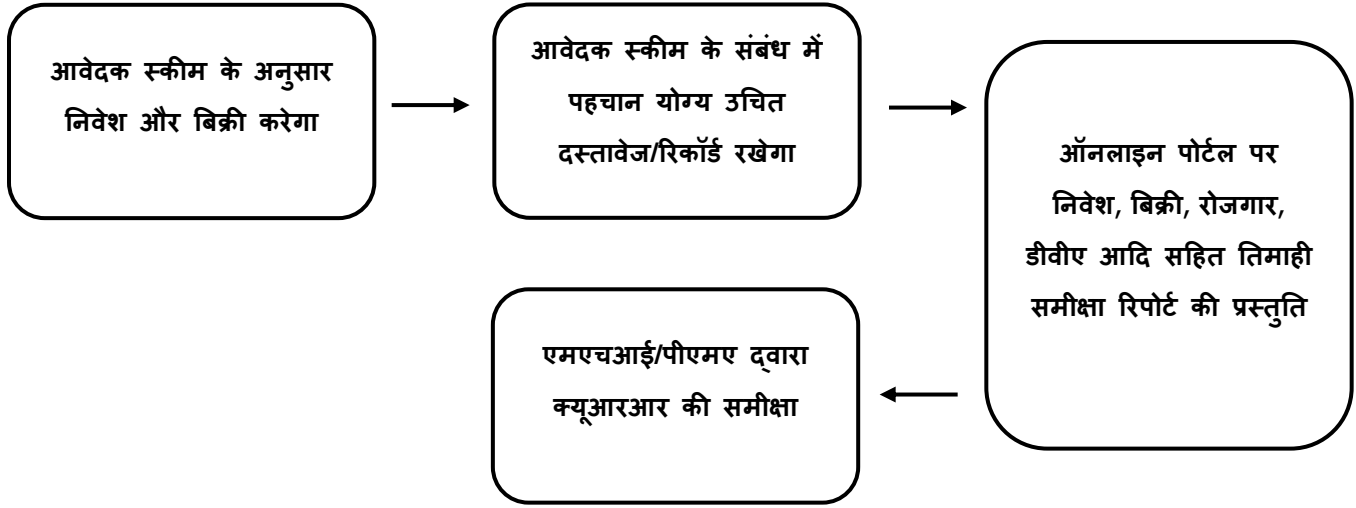 आवेदक स्कीम के अनुसार
निवेश और बिक्री करेगा
आवेदक स्कीम के संबंध में
पहचान योग्य उचित
दस्तावेज/रिकॉर्ड रखेगा
ऑनलाइन पोर्टल पर
निवेश, बिक्री, रोजगार,
डीवीए आदि सहित तिमाही
समीक्षा रिपोर्ट की प्रस्तुति
एमएचआई/पीएमए द्वारा
क्यूआरआर की समीक्षा